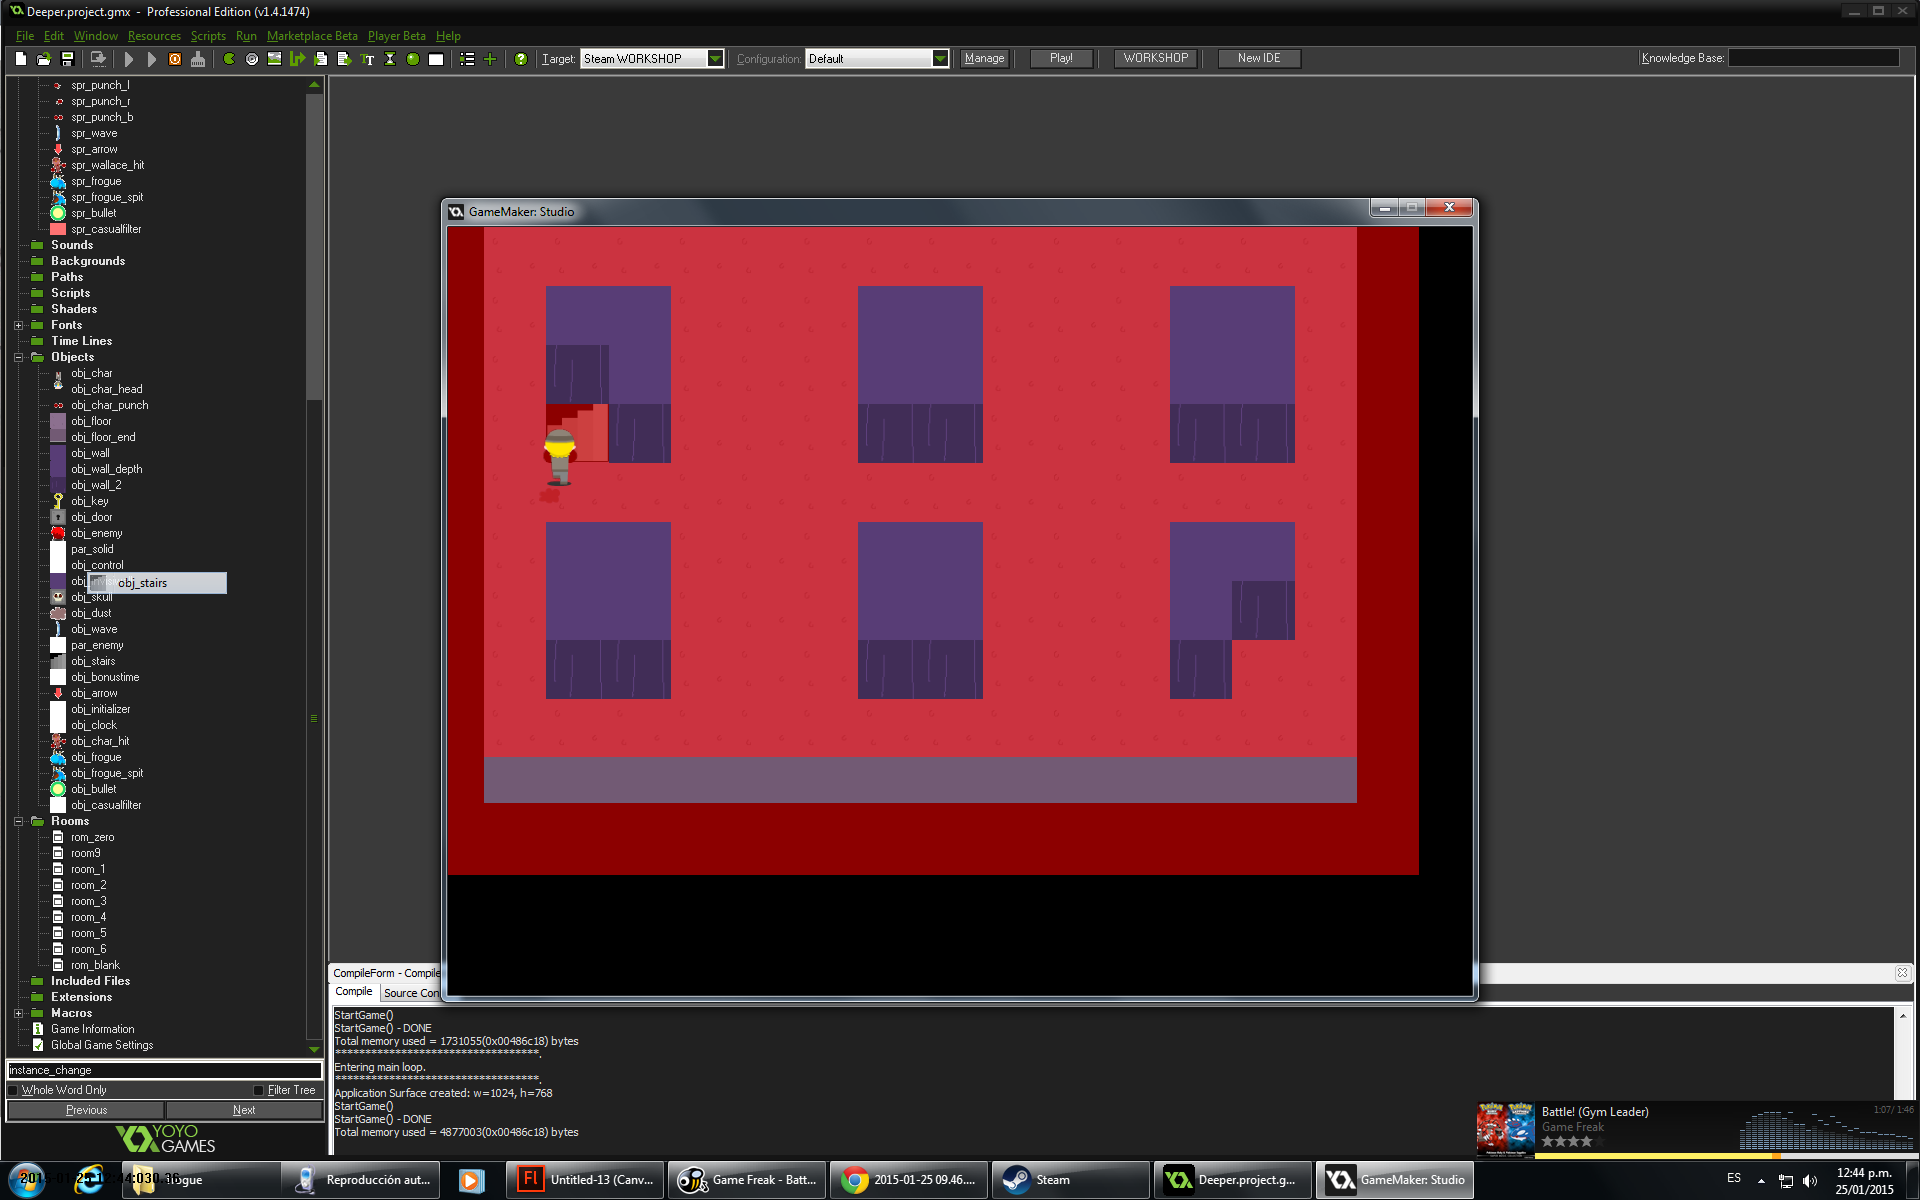 Deeper.project.gmx - Professional Edition (v1.4.1474)
File Edit Window Resources Scripts Run Marketplace Beta Player Beta Help
Target: Steam WORKSHOP Configuration: Default Manage Play! WORKSHOP New IDE Knowledge Base:
spr_punch_l
spr_punch_r
spr_punch_b
spr_wave
spr_arrow
spr_wallace_hit
spr_frogue
spr_frogue_spit
spr_bullet
spr_casualfilter
Sounds
Backgrounds
Paths
Scripts
Shaders
Fonts
Time Lines
Objects
obj_char
obj_char_head
obj_char_punch
obj_floor
obj_floor_end
obj_wall
obj_wall_depth
obj_wall_2
obj_key
obj_door
obj_enemy
par_solid
obj_control
obj_stairs
obj_skull
obj_dust
obj_wave
par_enemy
obj_stairs
obj_bonustime
obj_arrow
obj_initializer
obj_clock
obj_char_hit
obj_frogue
obj_frogue_spit
obj_bullet
obj_casualfilter
Rooms
rom_zero
room9
room_1
room_2
room_3
room_4
room_5
room_6
rom_blank
Included Files
Extensions
Macros
Game Information
Global Game Settings
instance_change
Whole Word Only Filter Tree
Previous Next
YOYO
GAMES
GameMaker: Studio
CompileForm - Compile
Compile Source Con
StartGame()
StartGame() - DONE
Total memory used = 1731055(0x00486c18) bytes
Entering main loop.
Application Surface created: w=1024, h=768
StartGame()
StartGame() - DONE
Total memory used = 4877003(0x00486c18) bytes
Battle! (Gym Leader) 1:07/ 1:46
Game Freak
Reproducción aut... Untitled-13 (Canv... Game Freak - Batt... 2015-01-25 09.46.... Steam Deeper.project.g... GameMaker: Studio ES 12:44 p.m.
25/01/2015